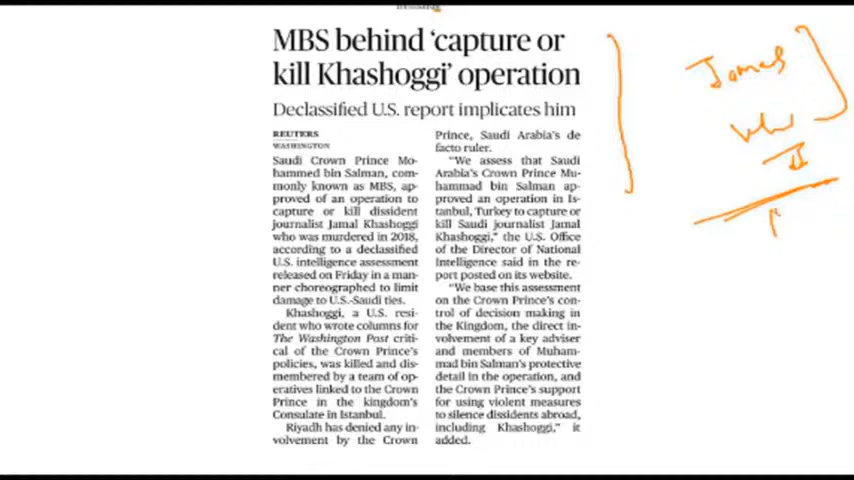 MBS behind ‘capture or
kill Khashoggi’ operation
Declassified U.S. report implicates him
REUTERS
WASHINGTON
Saudi Crown Prince Mo-
hammed bin Salman, com-
monly known as MBS, ap-
proved of an operation to
capture or kill dissident
journalist Jamal Khashoggi
who was murdered in 2018,
according to a declassified
U.S. intelligence assessment
released on Friday in a man-
ner choreographed to limit
damage to U.S.-Saudi ties.
Khashoggi, a U.S. resi-
dent who wrote columns for
The Washington Post criti-
cal of the Crown Prince’s
policies, was killed and dis-
membered by a team of op-
eratives linked to the Crown
Prince in the kingdom’s
Consulate in Istanbul.
Riyadh has denied any in-
volvement by the Crown
Prince, Saudi Arabia’s de
facto ruler.
“We assess that Saudi
Arabia’s Crown Prince Mu-
hammad bin Salman ap-
proved an operation in Is-
tanbul, Turkey to capture or
kill Saudi journalist Jamal
Khashoggi,” the U.S. Office
of the Director of National
Intelligence said in the re-
port posted on its website.
“We base this assessment
on the Crown Prince’s con-
trol of decision making in
the Kingdom, the direct in-
volvement of a key adviser
and members of Muham-
mad bin Salman’s protective
detail in the operation, and
the Crown Prince’s support
for using violent measures
to silence dissidents abroad,
including Khashoggi,” it
added.